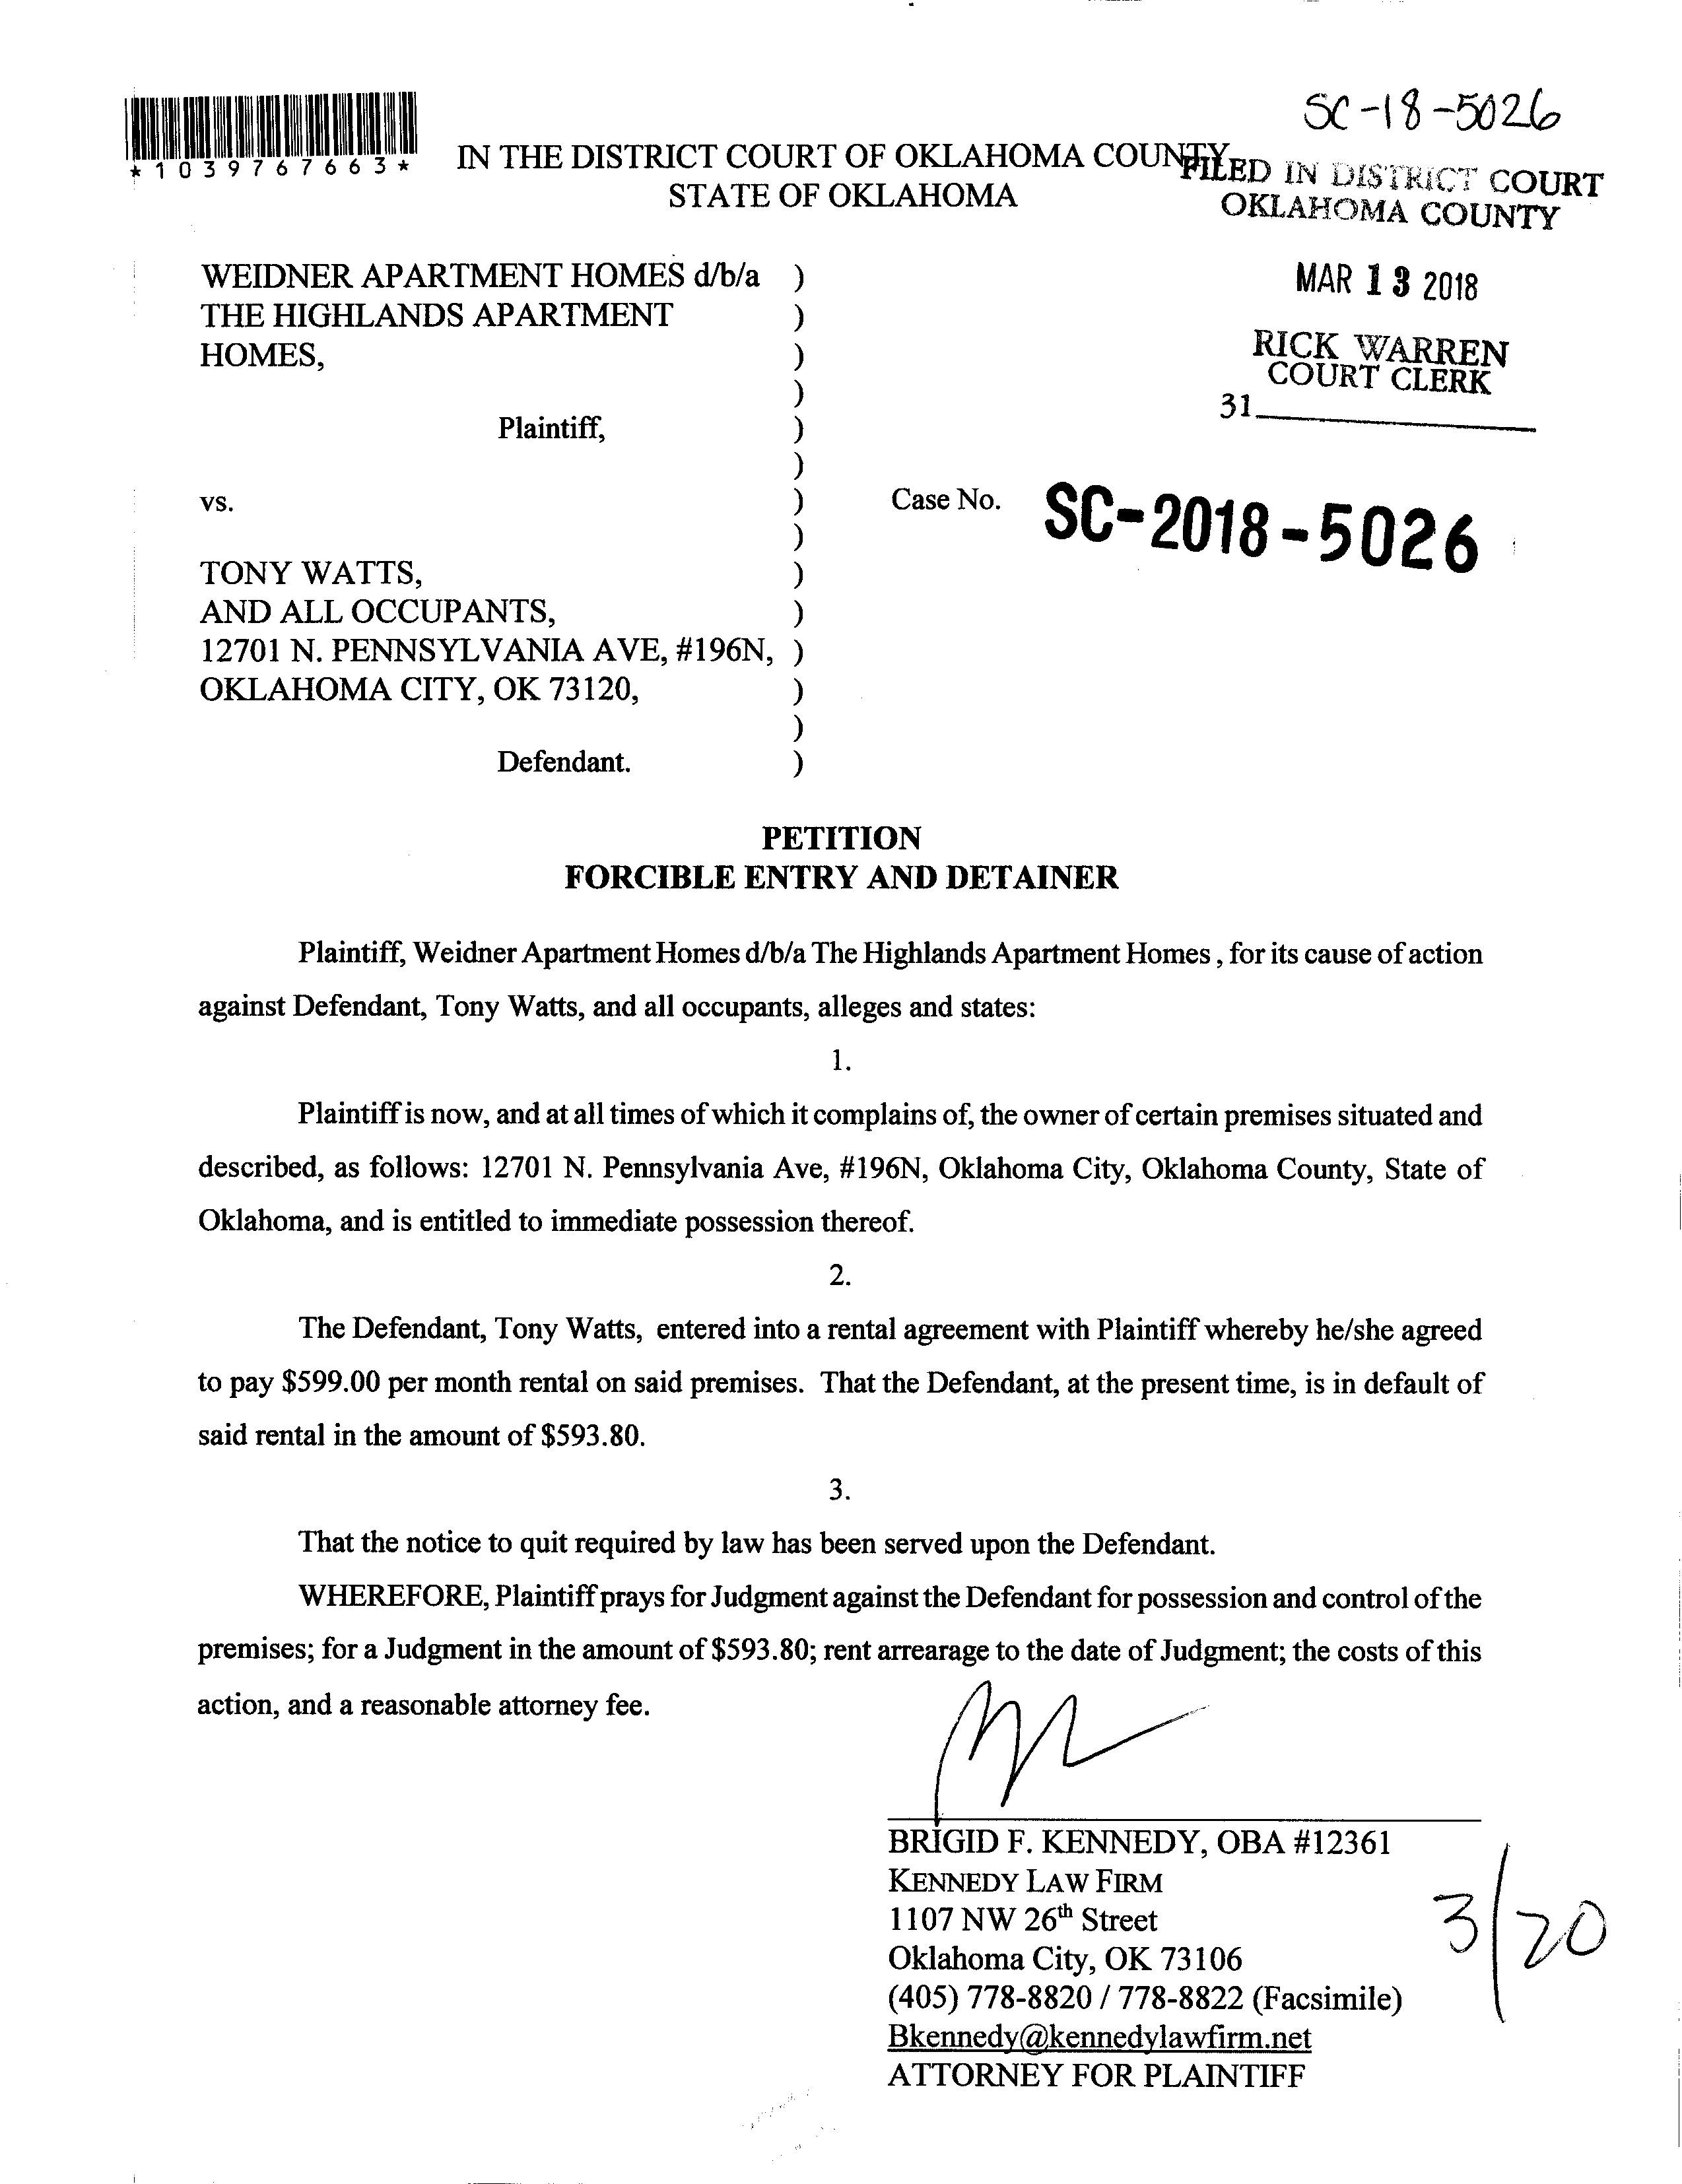 SC-18-5026
*1039767663*
IN THE DISTRICT COURT OF OKLAHOMA COUNTY
STATE OF OKLAHOMA
FILED IN DISTRICT COURT
OKLAHOMA COUNTY
MAR 13 2018
RICK WARREN
COURT CLERK
31
WEIDNER APARTMENT HOMES d/b/a )
THE HIGHLANDS APARTMENT )
HOMES, )
)
Plaintiff, )
)
vs. ) Case No. SC-2018-5026
)
TONY WATTS, )
AND ALL OCCUPANTS, )
12701 N. PENNSYLVANIA AVE, #196N, )
OKLAHOMA CITY, OK 73120, )
)
Defendant. )
PETITION
FORCIBLE ENTRY AND DETAINER
Plaintiff, Weidner Apartment Homes d/b/a The Highlands Apartment Homes , for its cause of action
against Defendant, Tony Watts, and all occupants, alleges and states:
1.
Plaintiff is now, and at all times of which it complains of, the owner of certain premises situated and
described, as follows: 12701 N. Pennsylvania Ave, #196N, Oklahoma City, Oklahoma County, State of
Oklahoma, and is entitled to immediate possession thereof.
2.
The Defendant, Tony Watts, entered into a rental agreement with Plaintiff whereby he/she agreed
to pay $599.00 per month rental on said premises. That the Defendant, at the present time, is in default of
said rental in the amount of $593.80.
3.
That the notice to quit required by law has been served upon the Defendant.
WHEREFORE, Plaintiff prays for Judgment against the Defendant for possession and control of the
premises; for a Judgment in the amount of $593.80; rent arrearage to the date of Judgment; the costs of this
action, and a reasonable attorney fee.
BRIGID F. KENNEDY, OBA #12361
KENNEDY LAW FIRM
1107 NW 26th Street
Oklahoma City, OK 73106
(405) 778-8820 / 778-8822 (Facsimile)
Bkennedy@kennedylawfirm.net
ATTORNEY FOR PLAINTIFF
3/20